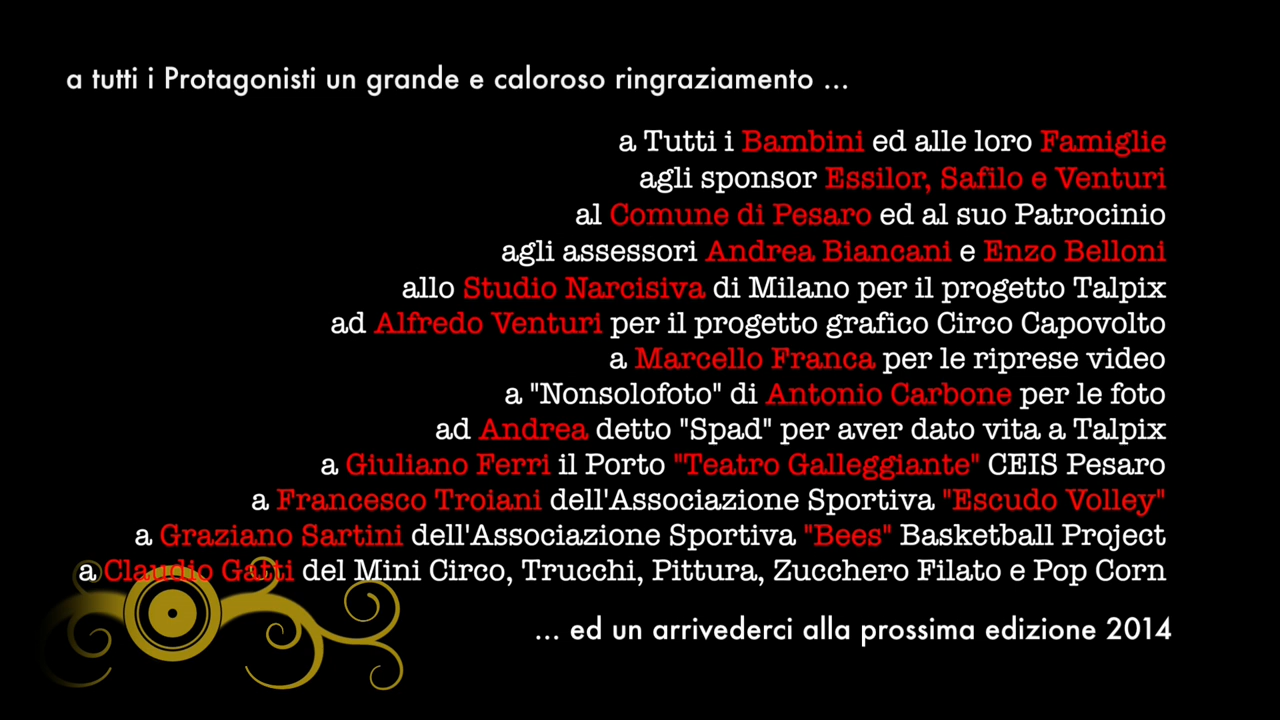 a tutti i Protagonisti un grande e caloroso ringraziamento ...
a Tutti i Bambini ed alle loro Famiglie
agli sponsor Essilor, Safilo e Venturi
al Comune di Pesaro ed al suo Patrocinio
agli assessori Andrea Biancani e Enzo Belloni
allo Studio Narcisiva di Milano per il progetto Talpix
ad Alfredo Venturi per il progetto grafico Circo Capovolto
a Marcello Franca per le riprese video
a "Nonsolofoto" di Antonio Carbone per le foto
ad Andrea detto "Spad" per aver dato vita a Talpix
a Giuliano Ferri il Porto "Teatro Galleggiante" CEIS Pesaro
a Francesco Troiani dell'Associazione Sportiva "Escudo Volley"
a Graziano Sartini dell'Associazione Sportiva "Bees" Basketball Project
a Claudio Gatti del Mini Circo, Trucchi, Pittura, Zucchero Filato e Pop Corn
... ed un arrivederci alla prossima edizione 2014